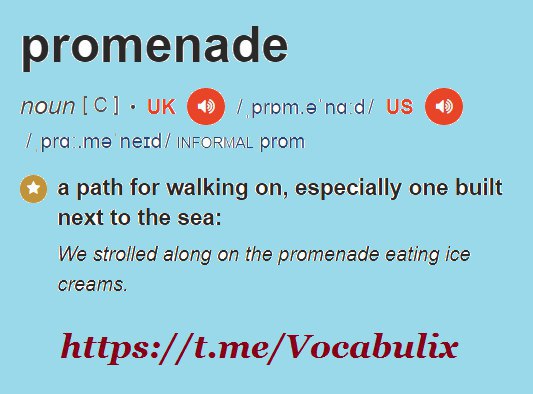 promenade
noun [ C ] • UK /ˌprɒm.əˈnɑːd/ US
/ˌprɑː.məˈneɪd/ INFORMAL prom
a path for walking on, especially one built
next to the sea:
We strolled along on the promenade eating ice
creams.
https://t.me/Vocabulix